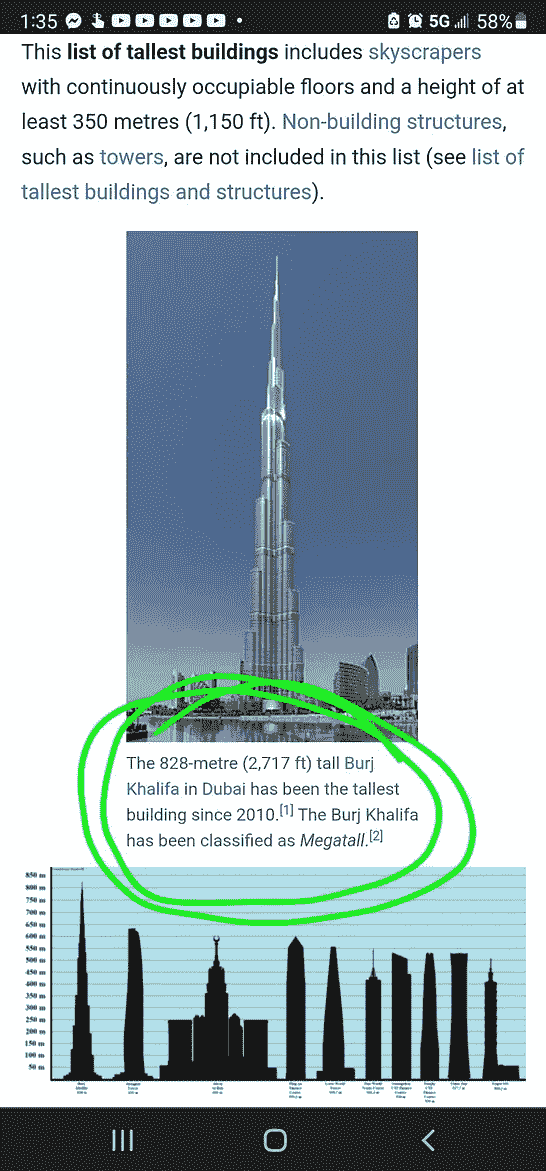 1:35 5G 58%
This list of tallest buildings includes skyscrapers
with continuously occupiable floors and a height of at
least 350 metres (1,150 ft). Non-building structures,
such as towers, are not included in this list (see list of
tallest buildings and structures).
The 828-metre (2,717 ft) tall Burj
Khalifa in Dubai has been the tallest
building since 2010.[1] The Burj Khalifa
has been classified as Megatall.[2]
850 m
800 m
750 m
700 m
650 m
600 m
550 m
500 m
450 m
400 m
350 m
300 m
250 m
200 m
150 m
100 m
50 m